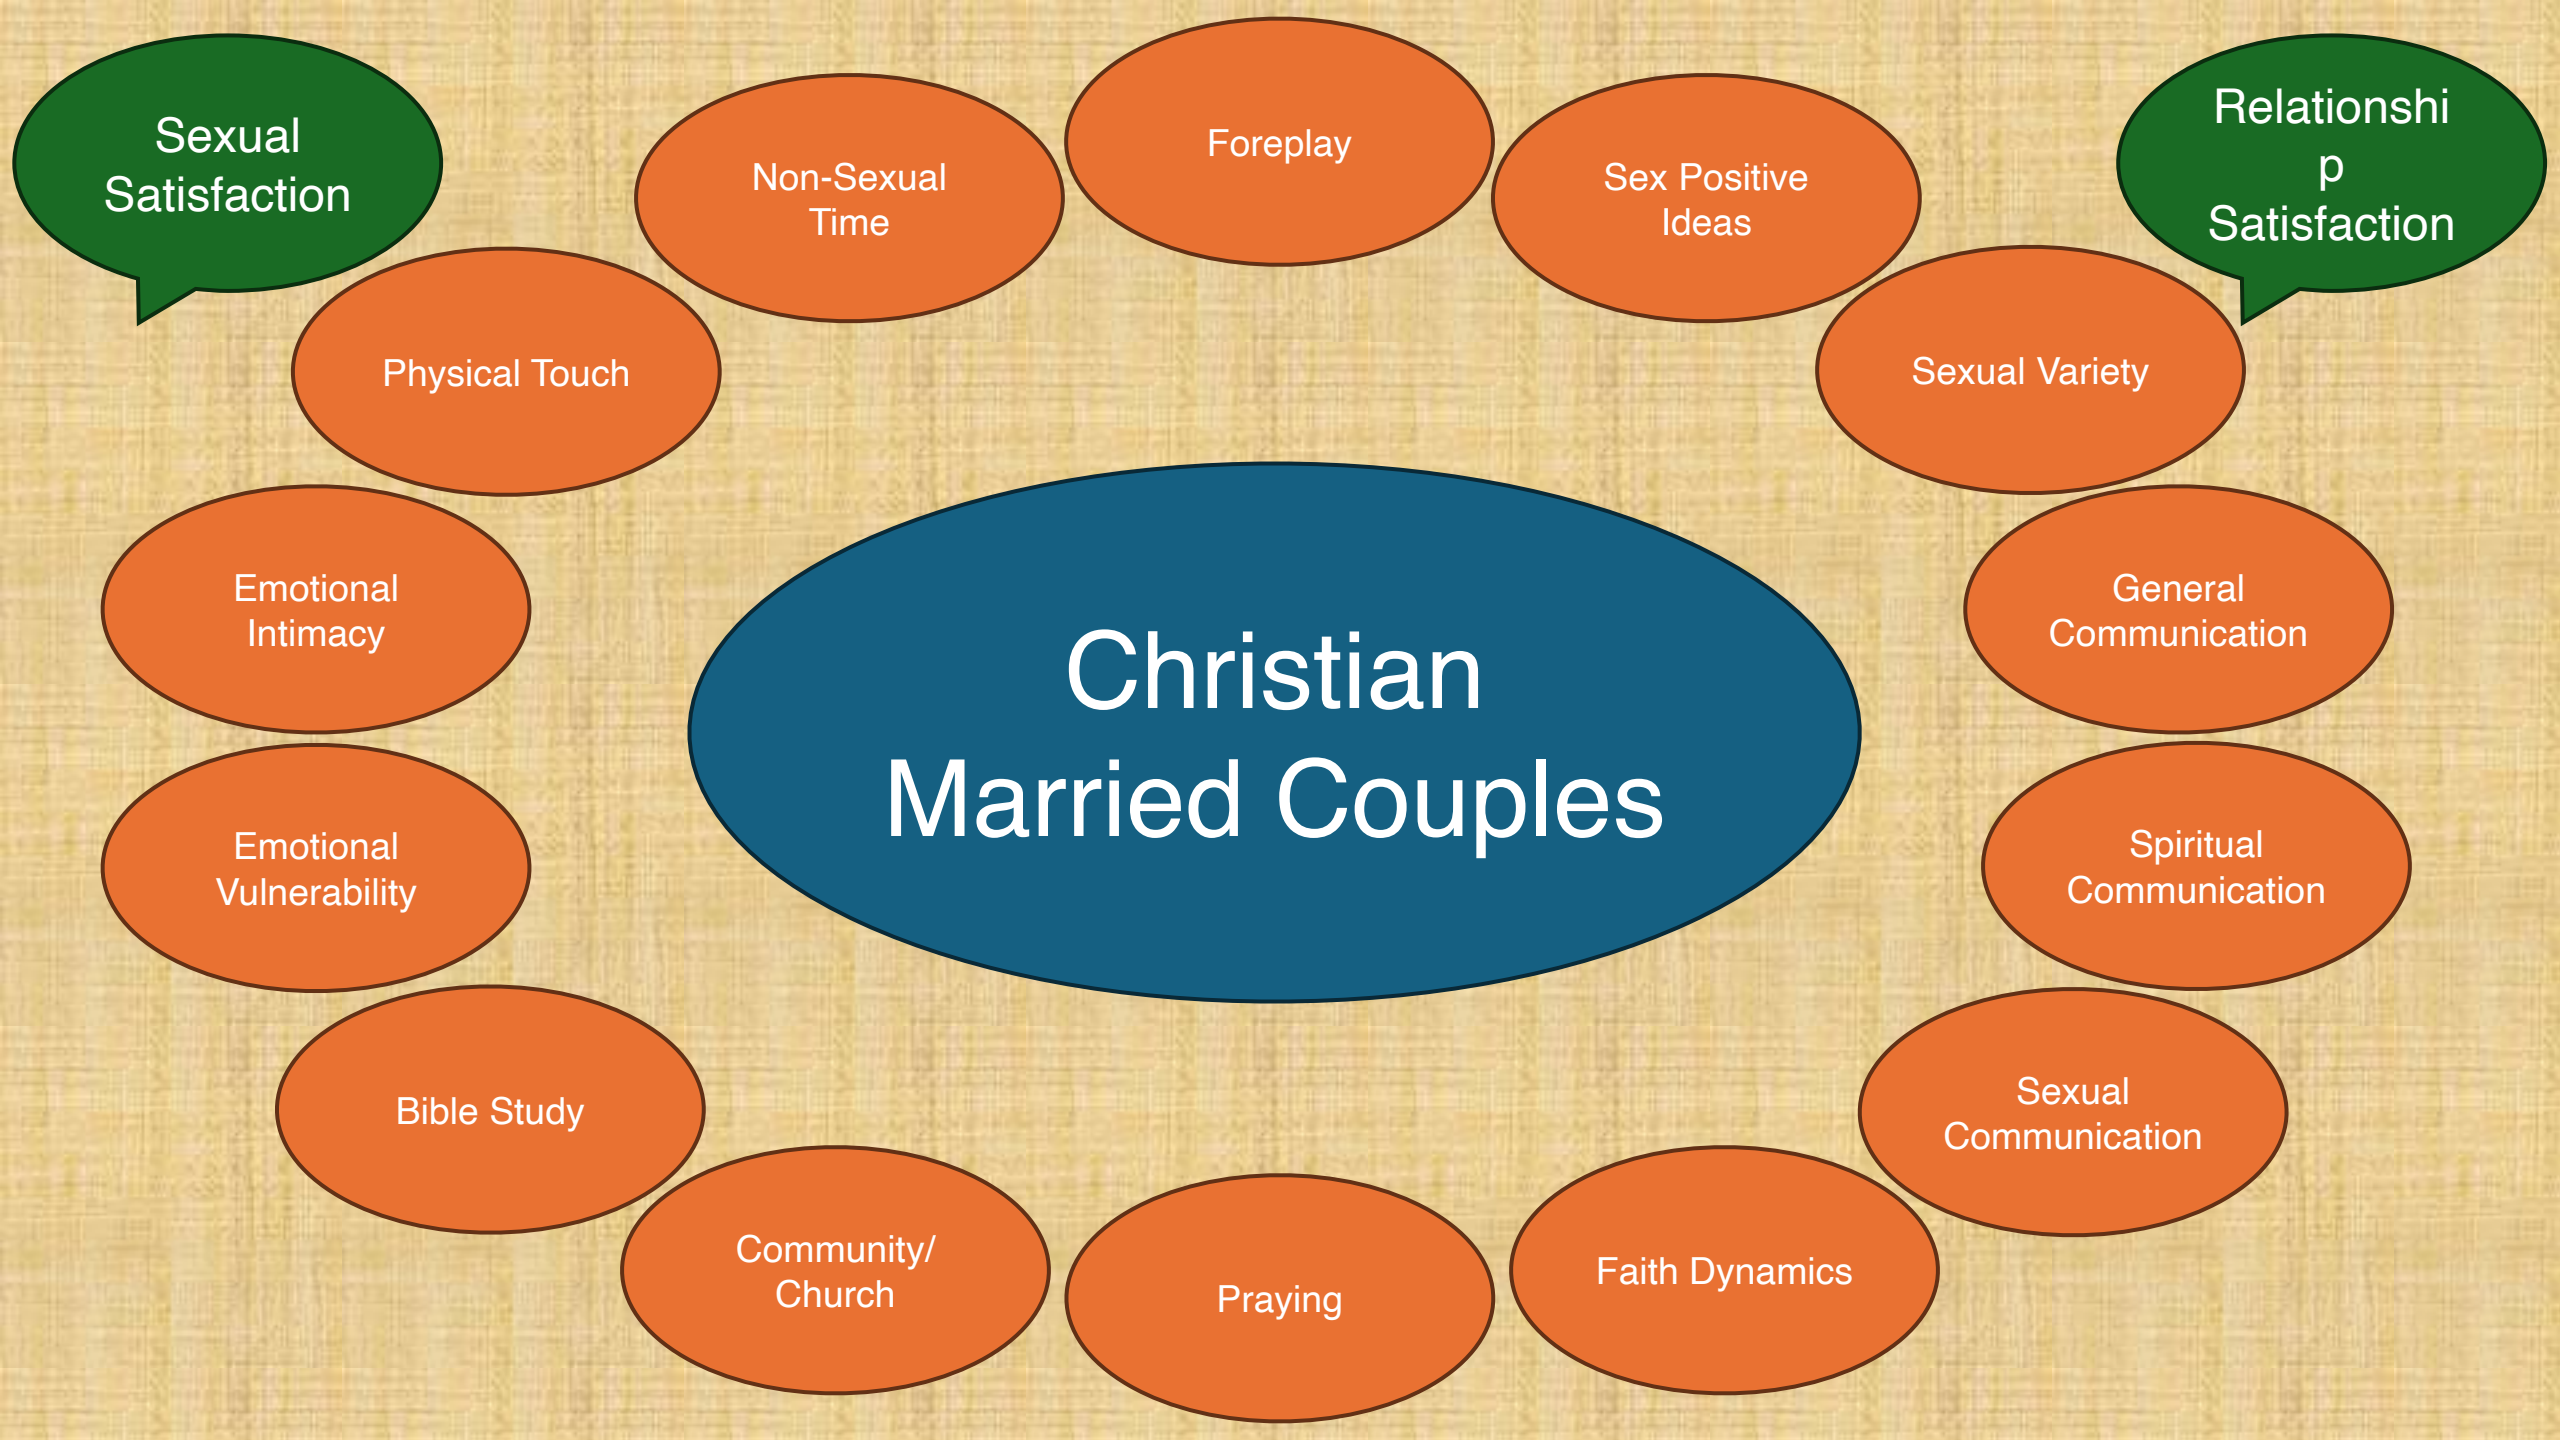 Sexual
Satisfaction
Non-Sexual
Time
Foreplay
Sex Positive
Ideas
Relationshi
p
Satisfaction
Physical Touch
Sexual Variety
Emotional
Intimacy
General
Communication
Christian
Married Couples
Emotional
Vulnerability
Spiritual
Communication
Bible Study
Sexual
Communication
Community/
Church
Praying
Faith Dynamics